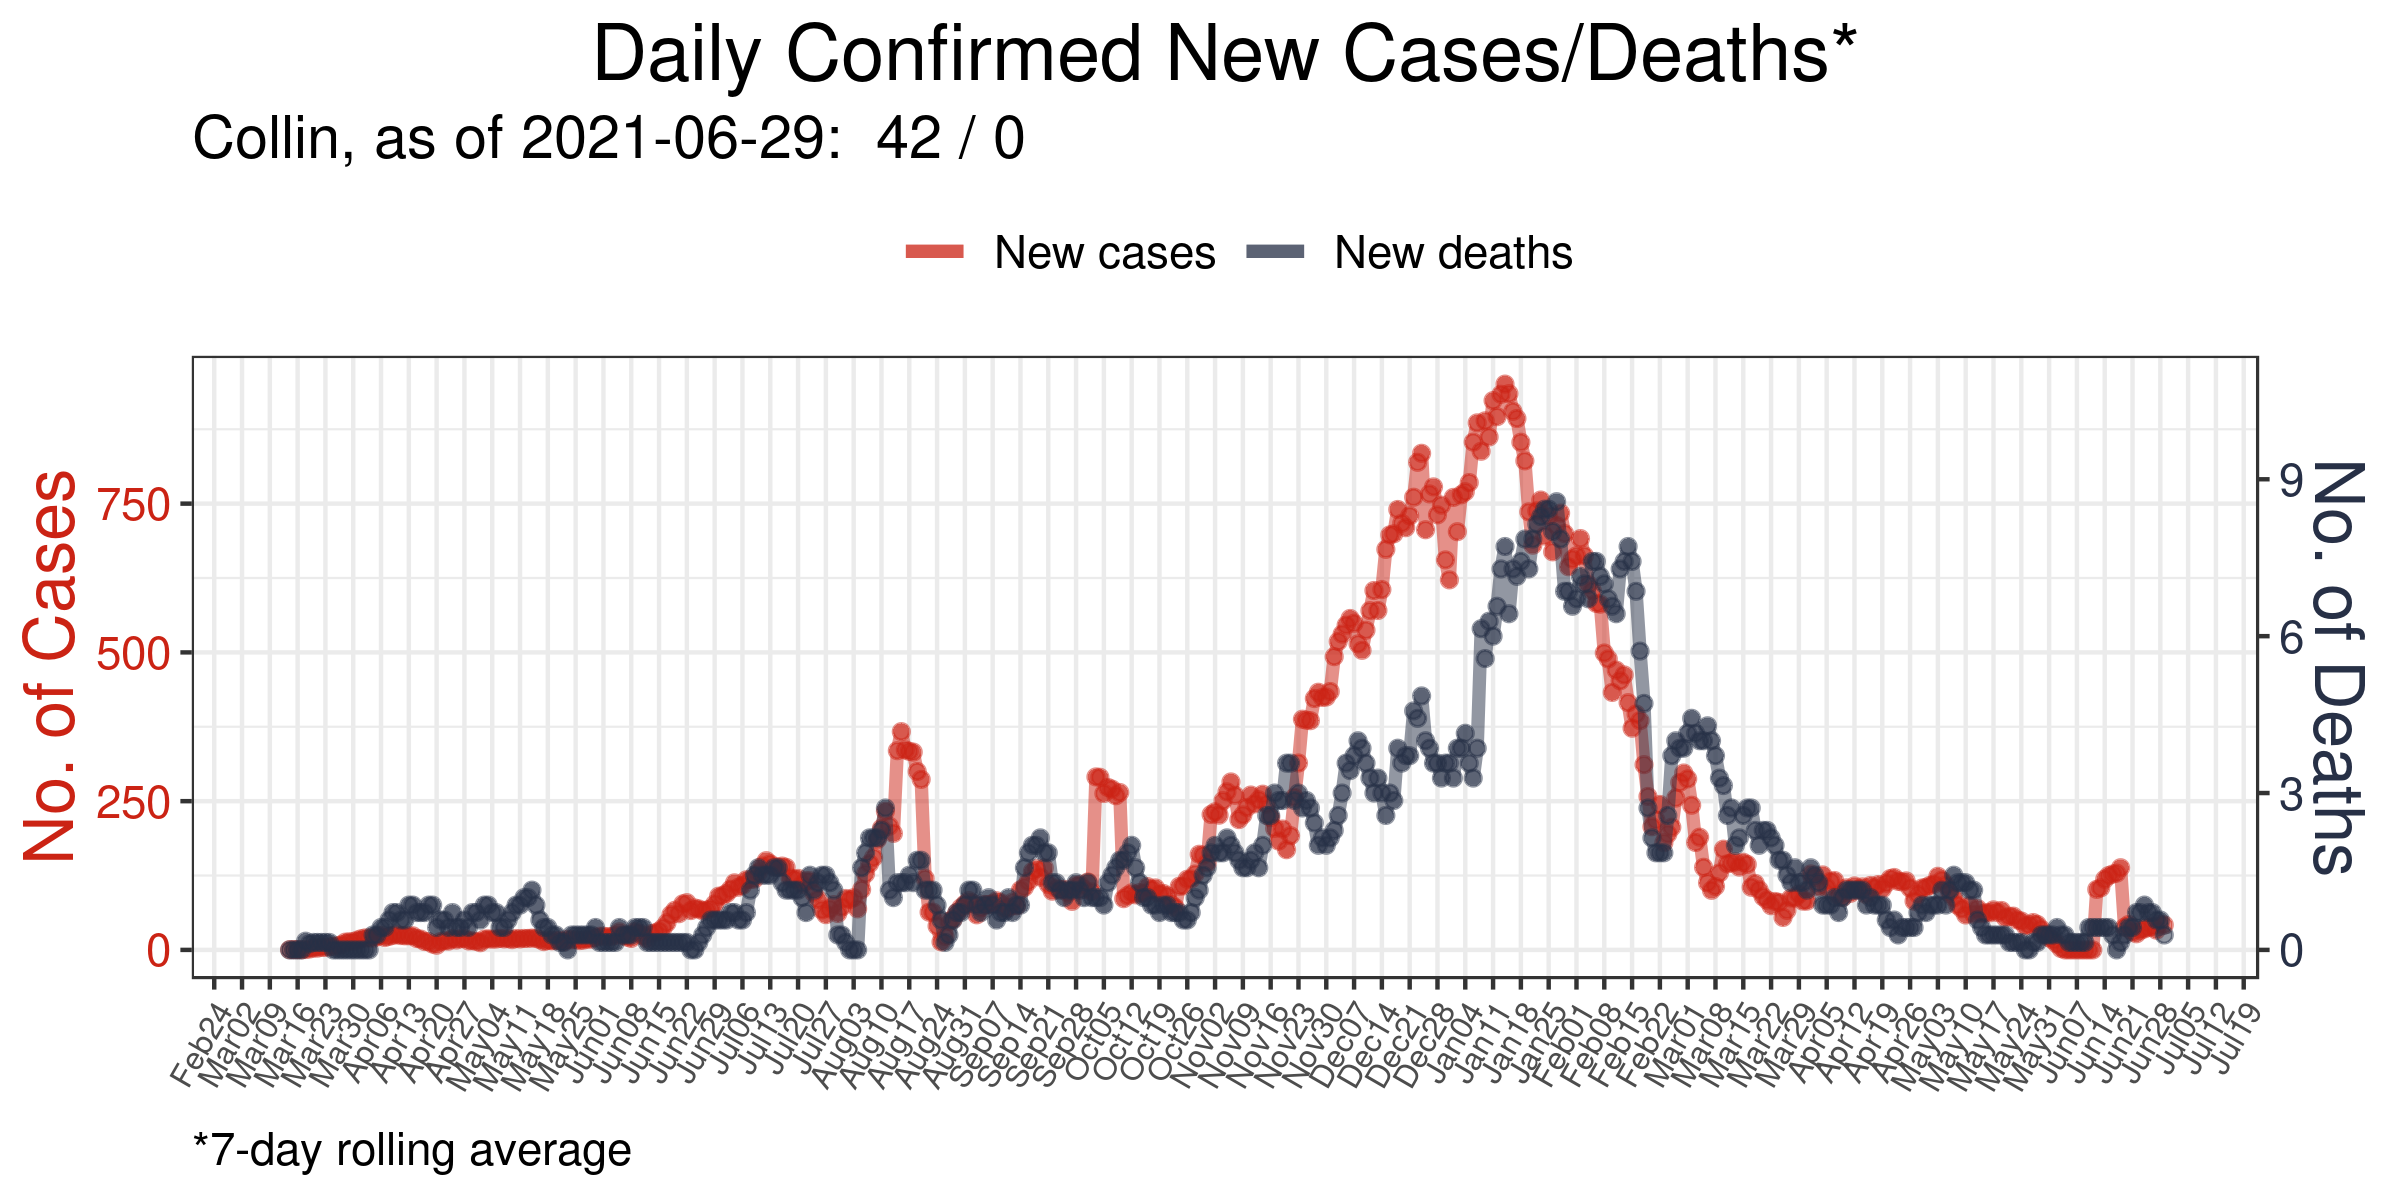 Daily Confirmed New Cases/Deaths*
Collin, as of 2021-06-29:  42 / 0
New cases
New deaths
No. of Cases
750
500
250
0
9
6
3
0
No. of Deaths
Feb24
Mar02
Mar09
Mar16
Mar23
Mar30
Apr06
Apr13
Apr20
Apr27
May04
May11
May18
May25
Jun01
Jun08
Jun15
Jun22
Jun29
Jul06
Jul13
Jul20
Jul27
Aug03
Aug10
Aug17
Aug24
Aug31
Sep07
Sep14
Sep21
Sep28
Oct05
Oct12
Oct19
Oct26
Nov02
Nov09
Nov16
Nov23
Nov30
Dec07
Dec14
Dec21
Dec28
Jan04
Jan11
Jan18
Jan25
Feb01
Feb08
Feb15
Feb22
Mar01
Mar08
Mar15
Mar22
Mar29
Apr05
Apr12
Apr19
Apr26
May03
May10
May17
May24
May31
Jun07
Jun14
Jun21
Jun28
Jul05
Jul12
Jul19
*7-day rolling average